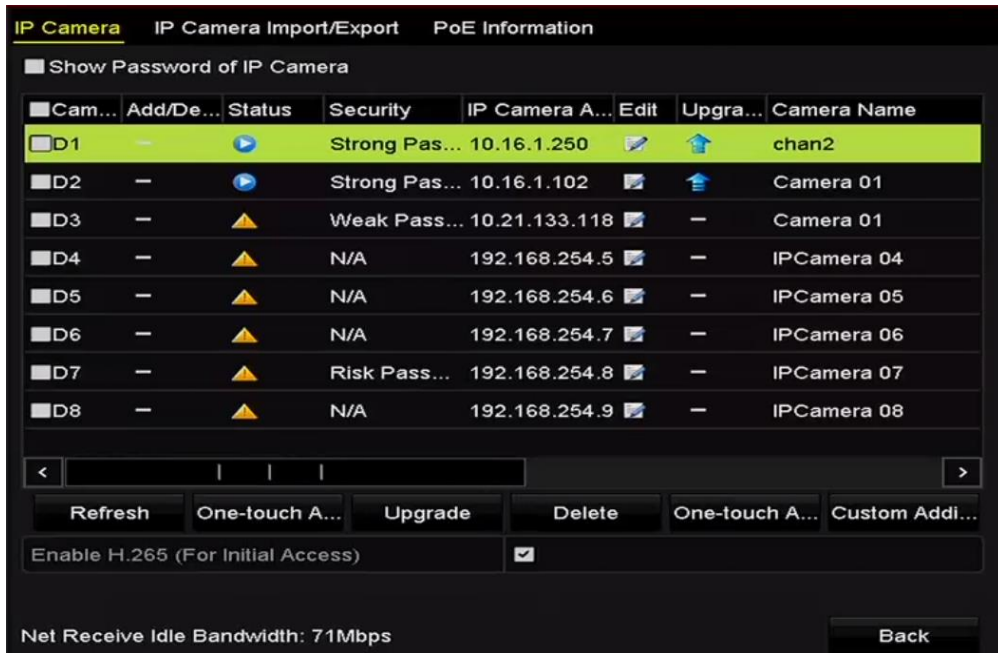 IP Camera IP Camera Import/Export PoE Information
Show Password of IP Camera
Cam... Add/De... Status Security IP Camera A... Edit Upgra... Camera Name
D1 – Strong Pas... 10.16.1.250 chan2
D2 – Strong Pas... 10.16.1.102 Camera 01
D3 – Weak Pass... 10.21.133.118 – Camera 01
D4 – N/A 192.168.254.5 – IPCamera 04
D5 – N/A 192.168.254.6 – IPCamera 05
D6 – N/A 192.168.254.7 – IPCamera 06
D7 – Risk Pass... 192.168.254.8 – IPCamera 07
D8 – N/A 192.168.254.9 – IPCamera 08
Refresh One-touch A... Upgrade Delete One-touch A... Custom Addi...
Enable H.265 (For Initial Access)
Net Receive Idle Bandwidth: 71Mbps Back